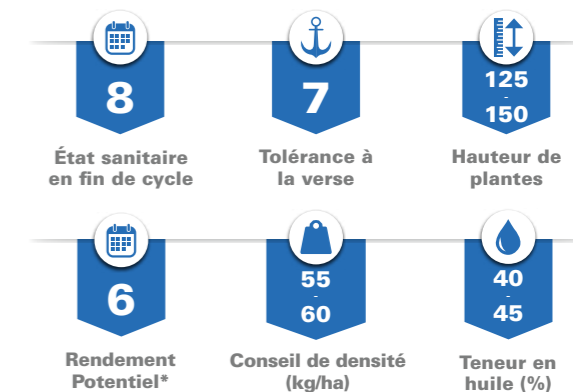 8
État sanitaire
en fin de cycle
7
Tolérance à
la verse
125
-
150
Hauteur de
plantes
6
Rendement
Potentiel*
55
-
60
Conseil de densité
(kg/ha)
40
-
45
Teneur en
huile (%)